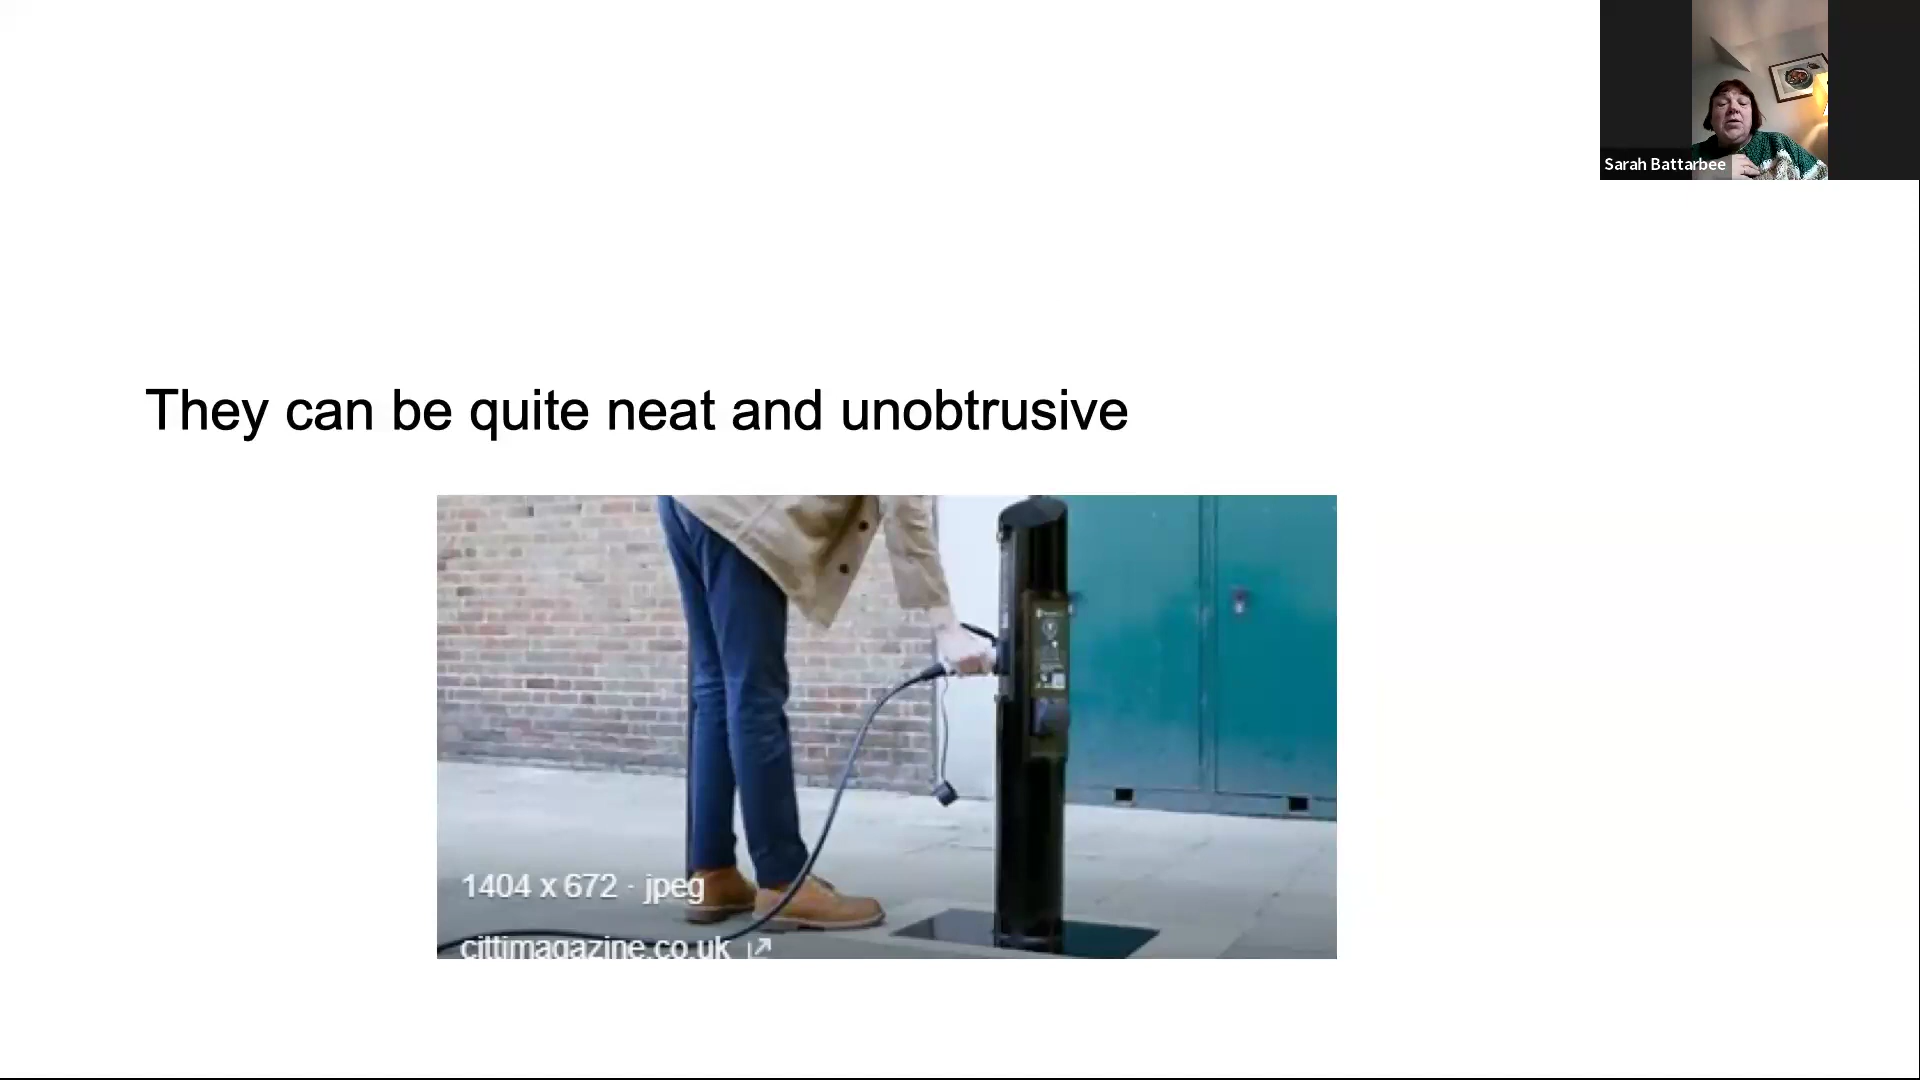 Sarah Battarbee
They can be quite neat and unobtrusive
1404 x 672 · jpeg
cittimagazine.co.uk